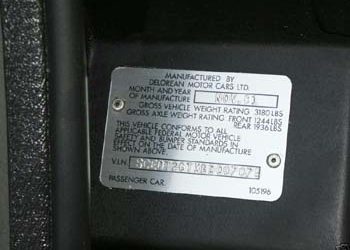 MANUFACTURED BY
DELOREAN MOTOR CARS LTD.
MONTH AND YEAR
OF MANUFACTURE NOV. 81
GROSS VEHICLE WEIGHT RATING 3180 LBS
GROSS AXLE WEIGHT RATING FRONT 1244 LBS
REAR 1936 LBS
THIS VEHICLE CONFORMS TO ALL
APPLICABLE FEDERAL MOTOR VEHICLE
SAFETY AND BUMPER STANDARDS IN
EFFECT ON THE DATE OF MANUFACTURE
SHOWN ABOVE
V.I.N.
PASSENGER CAR. 105196